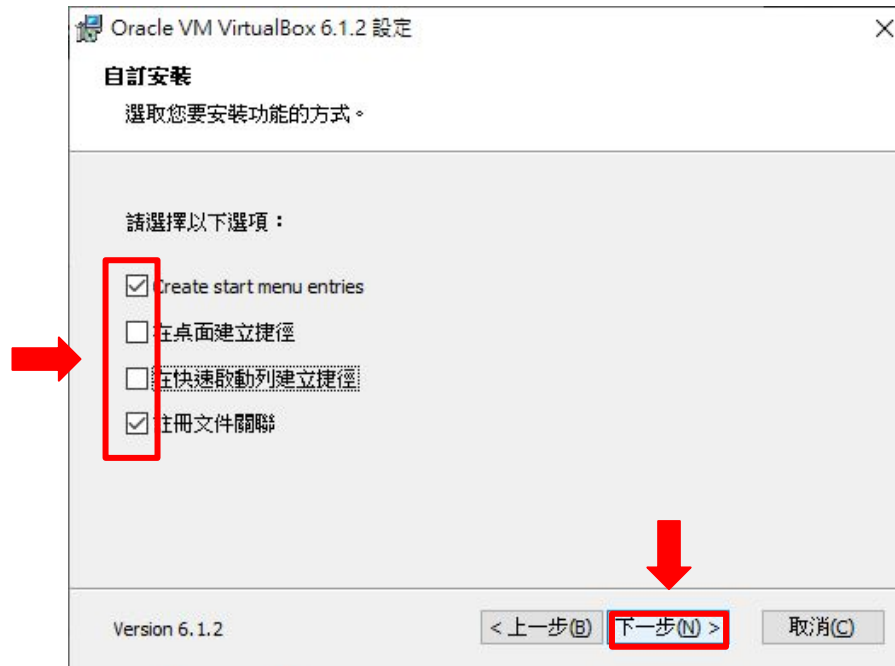 Oracle VM VirtualBox 6.1.2 設定
自訂安裝
選取您要安裝功能的方式。
請選擇以下選項：
Create start menu entries
在桌面建立捷徑
在快速啟動列建立捷徑
註冊文件關聯
Version 6.1.2
< 上一步(B) 下一步(N) > 取消(C)